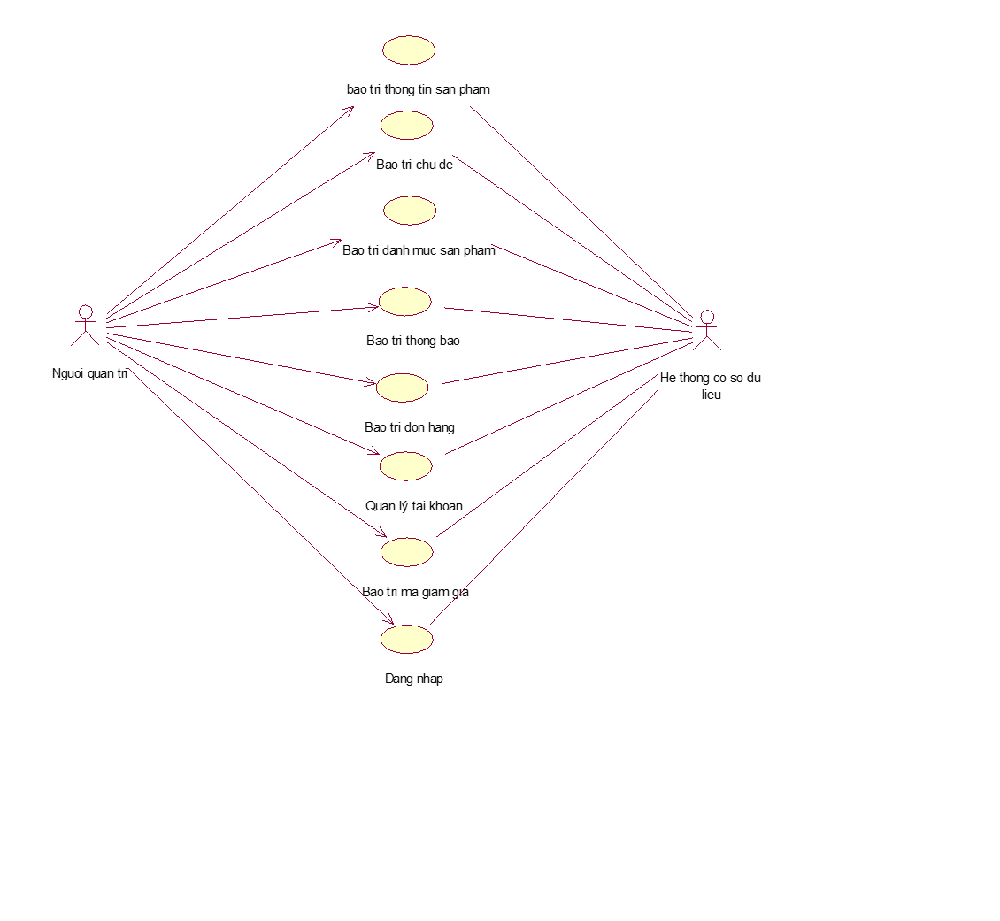 bao tri thong tin san pham
Bao tri chu de
Bao tri danh muc san pham
Bao tri thong bao
Nguoi quan tri
He thong co so du
lieu
Bao tri don hang
Quan lý tai khoan
Bao tri ma giam gia
Dang nhap